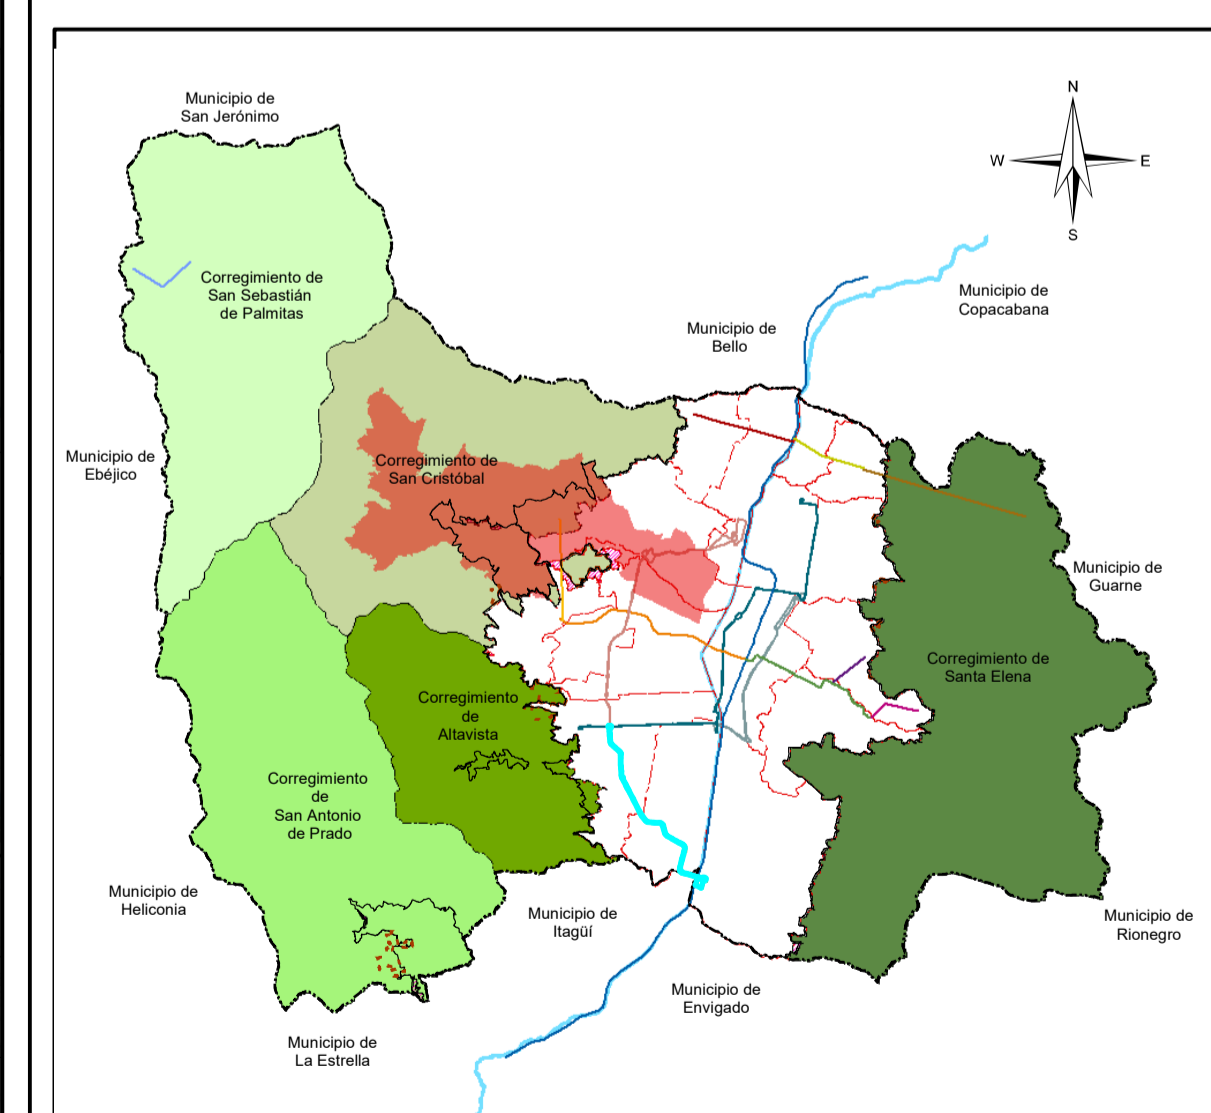 N
Municipio de
San Jerónimo
W
E
S
Corregimiento de
San Sebastián
de Palmitas
Municipio de
Copacabana
Municipio de
Bello
Municipio de
Ebéjico
Corregimiento de
San Cristóbal
Municipio de
Guarne
Corregimiento de
Santa Elena
Corregimiento
de
Altavista
Corregimiento
de
San Antonio
de Prado
Municipio de
Heliconia
Municipio de
Itagüí
Municipio de
Rionegro
Municipio de
Envigado
Municipio de
La Estrella